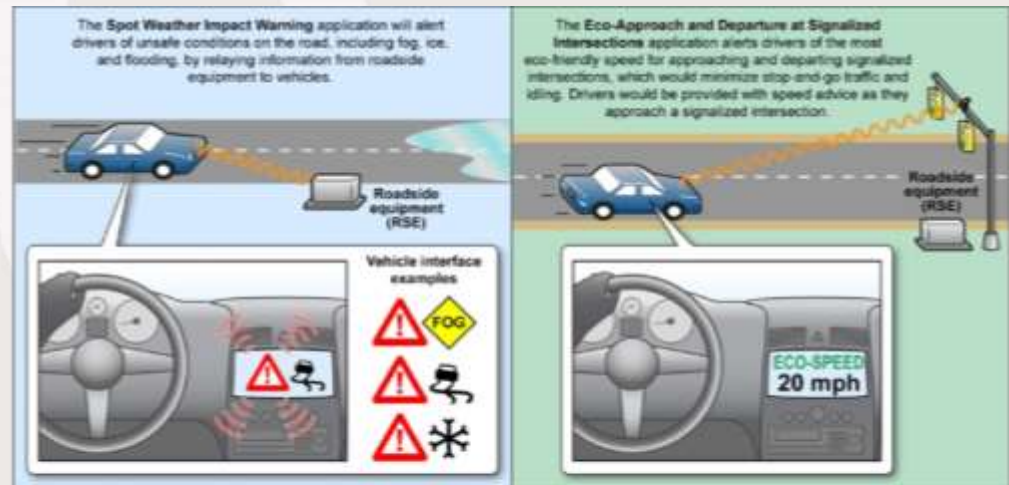 The Spot Weather Impact Warning application will alert
drivers of unsafe conditions on the road, including fog, ice,
and flooding, by relaying information from roadside
equipment to vehicles.
Roadside
equipment
(RSE)
Vehicle interface
examples
FOG
The Eco-Approach and Departure at Signalized
Intersections application alerts drivers of the most
eco-friendly speed for approaching and departing signalized
intersections, which would minimize stop-and-go traffic and
idling. Drivers would be provided with speed advice as they
approach a signalized intersection.
Roadside
equipment
(RSE)
ECO-SPEED
20 mph